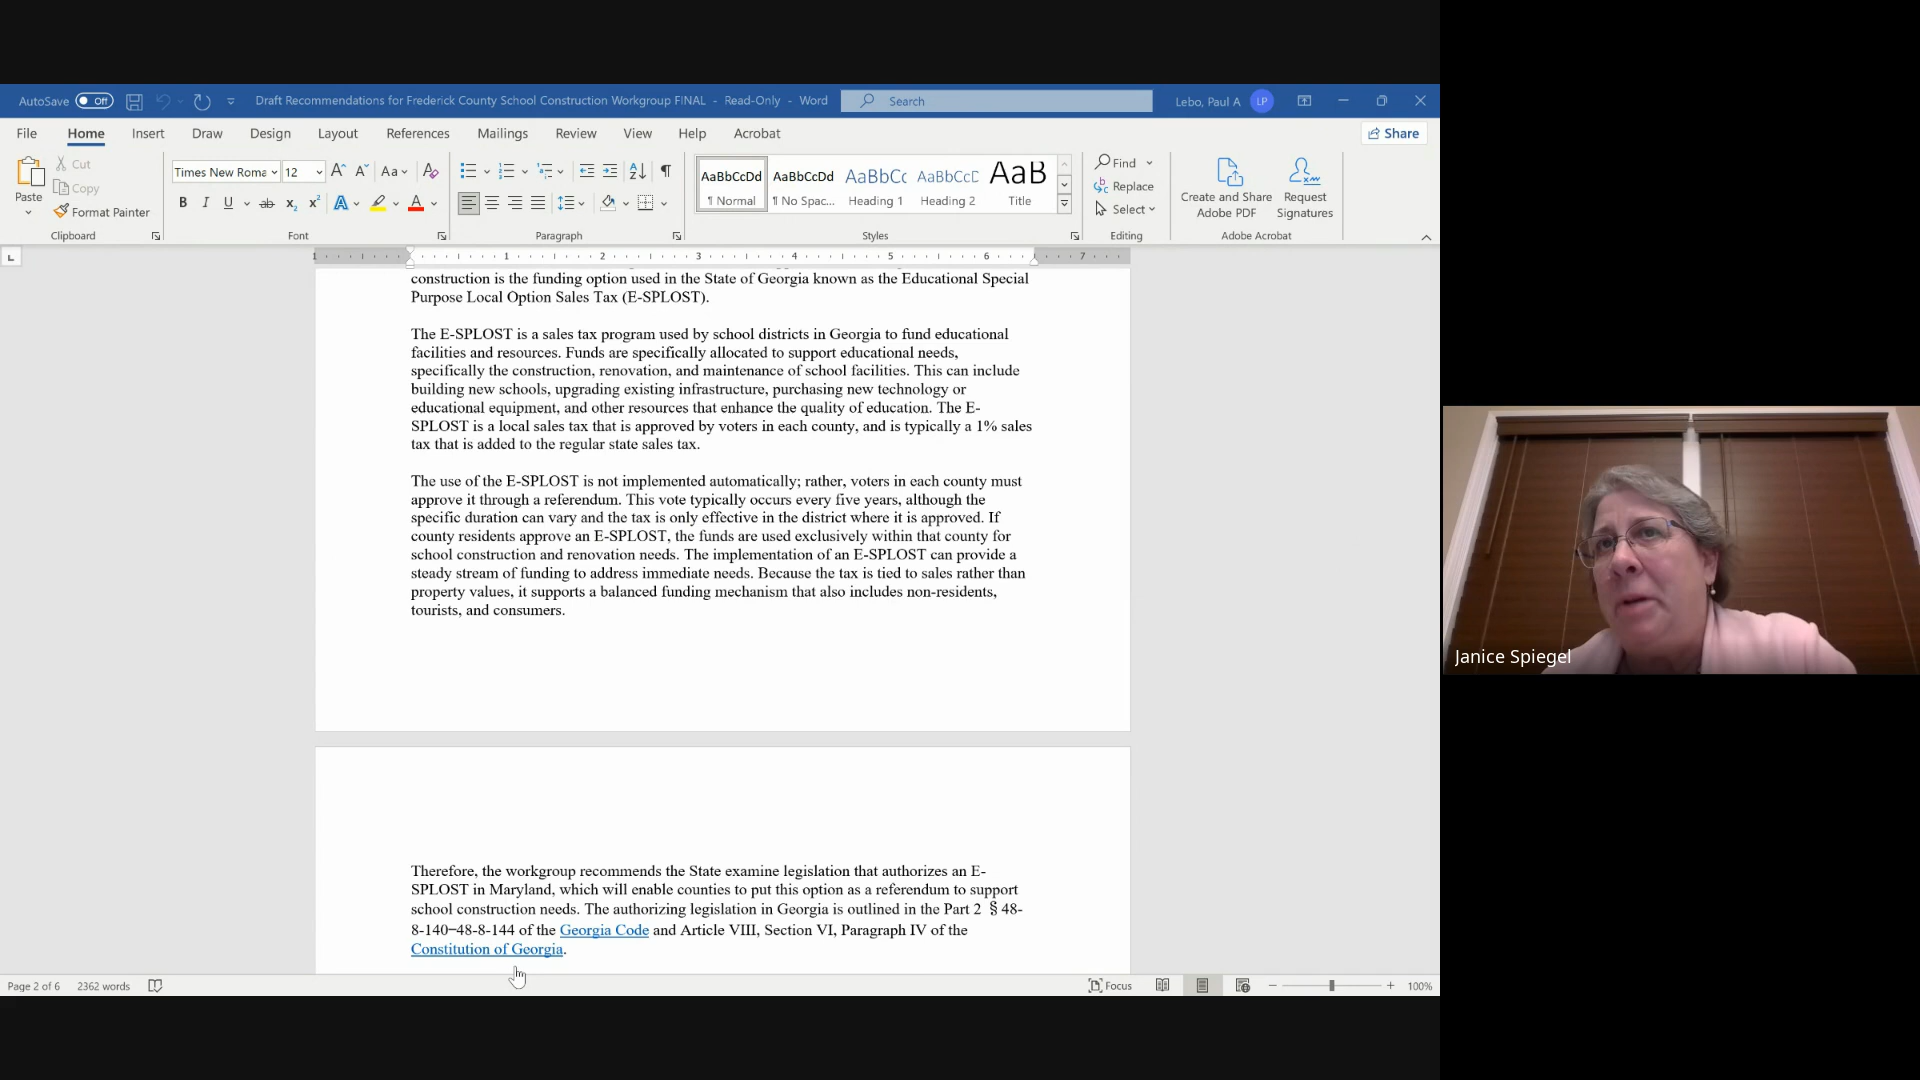 AutoSave Off Draft Recommendations for Frederick County School Construction Workgroup FINAL - Read-Only - Word Search Lebo, Paul A LP
File Home Insert Draw Design Layout References Mailings Review View Help Acrobat Share
Paste Cut Copy Format Painter
Clipboard
Times New Roma 12
Font
Paragraph
AaBbCcDd AaBbCcDd AaBbCc AaBbCcD AaB
¶ Normal ¶ No Spac... Heading 1 Heading 2 Title
Styles
Find
Replace
Select
Editing
Create and Share Adobe PDF
Request Signatures
Adobe Acrobat
1 1 2 3 4 5 6 7
construction is the funding option used in the State of Georgia known as the Educational Special
Purpose Local Option Sales Tax (E-SPLOST).
The E-SPLOST is a sales tax program used by school districts in Georgia to fund educational
facilities and resources. Funds are specifically allocated to support educational needs,
specifically the construction, renovation, and maintenance of school facilities. This can include
building new schools, upgrading existing infrastructure, purchasing new technology or
educational equipment, and other resources that enhance the quality of education. The E-
SPLOST is a local sales tax that is approved by voters in each county, and is typically a 1% sales
tax that is added to the regular state sales tax.
The use of the E-SPLOST is not implemented automatically; rather, voters in each county must
approve it through a referendum. This vote typically occurs every five years, although the
specific duration can vary and the tax is only effective in the district where it is approved. If
county residents approve an E-SPLOST, the funds are used exclusively within that county for
school construction and renovation needs. The implementation of an E-SPLOST can provide a
steady stream of funding to address immediate needs. Because the tax is tied to sales rather than
property values, it supports a balanced funding mechanism that also includes non-residents,
tourists, and consumers.
Therefore, the workgroup recommends the State examine legislation that authorizes an E-
SPLOST in Maryland, which will enable counties to put this option as a referendum to support
school construction needs. The authorizing legislation in Georgia is outlined in the Part 2 § 48-
8-140–48-8-144 of the Georgia Code and Article VIII, Section VI, Paragraph IV of the
Constitution of Georgia.
Page 2 of 6 2362 words Focus 100%
Janice Spiegel